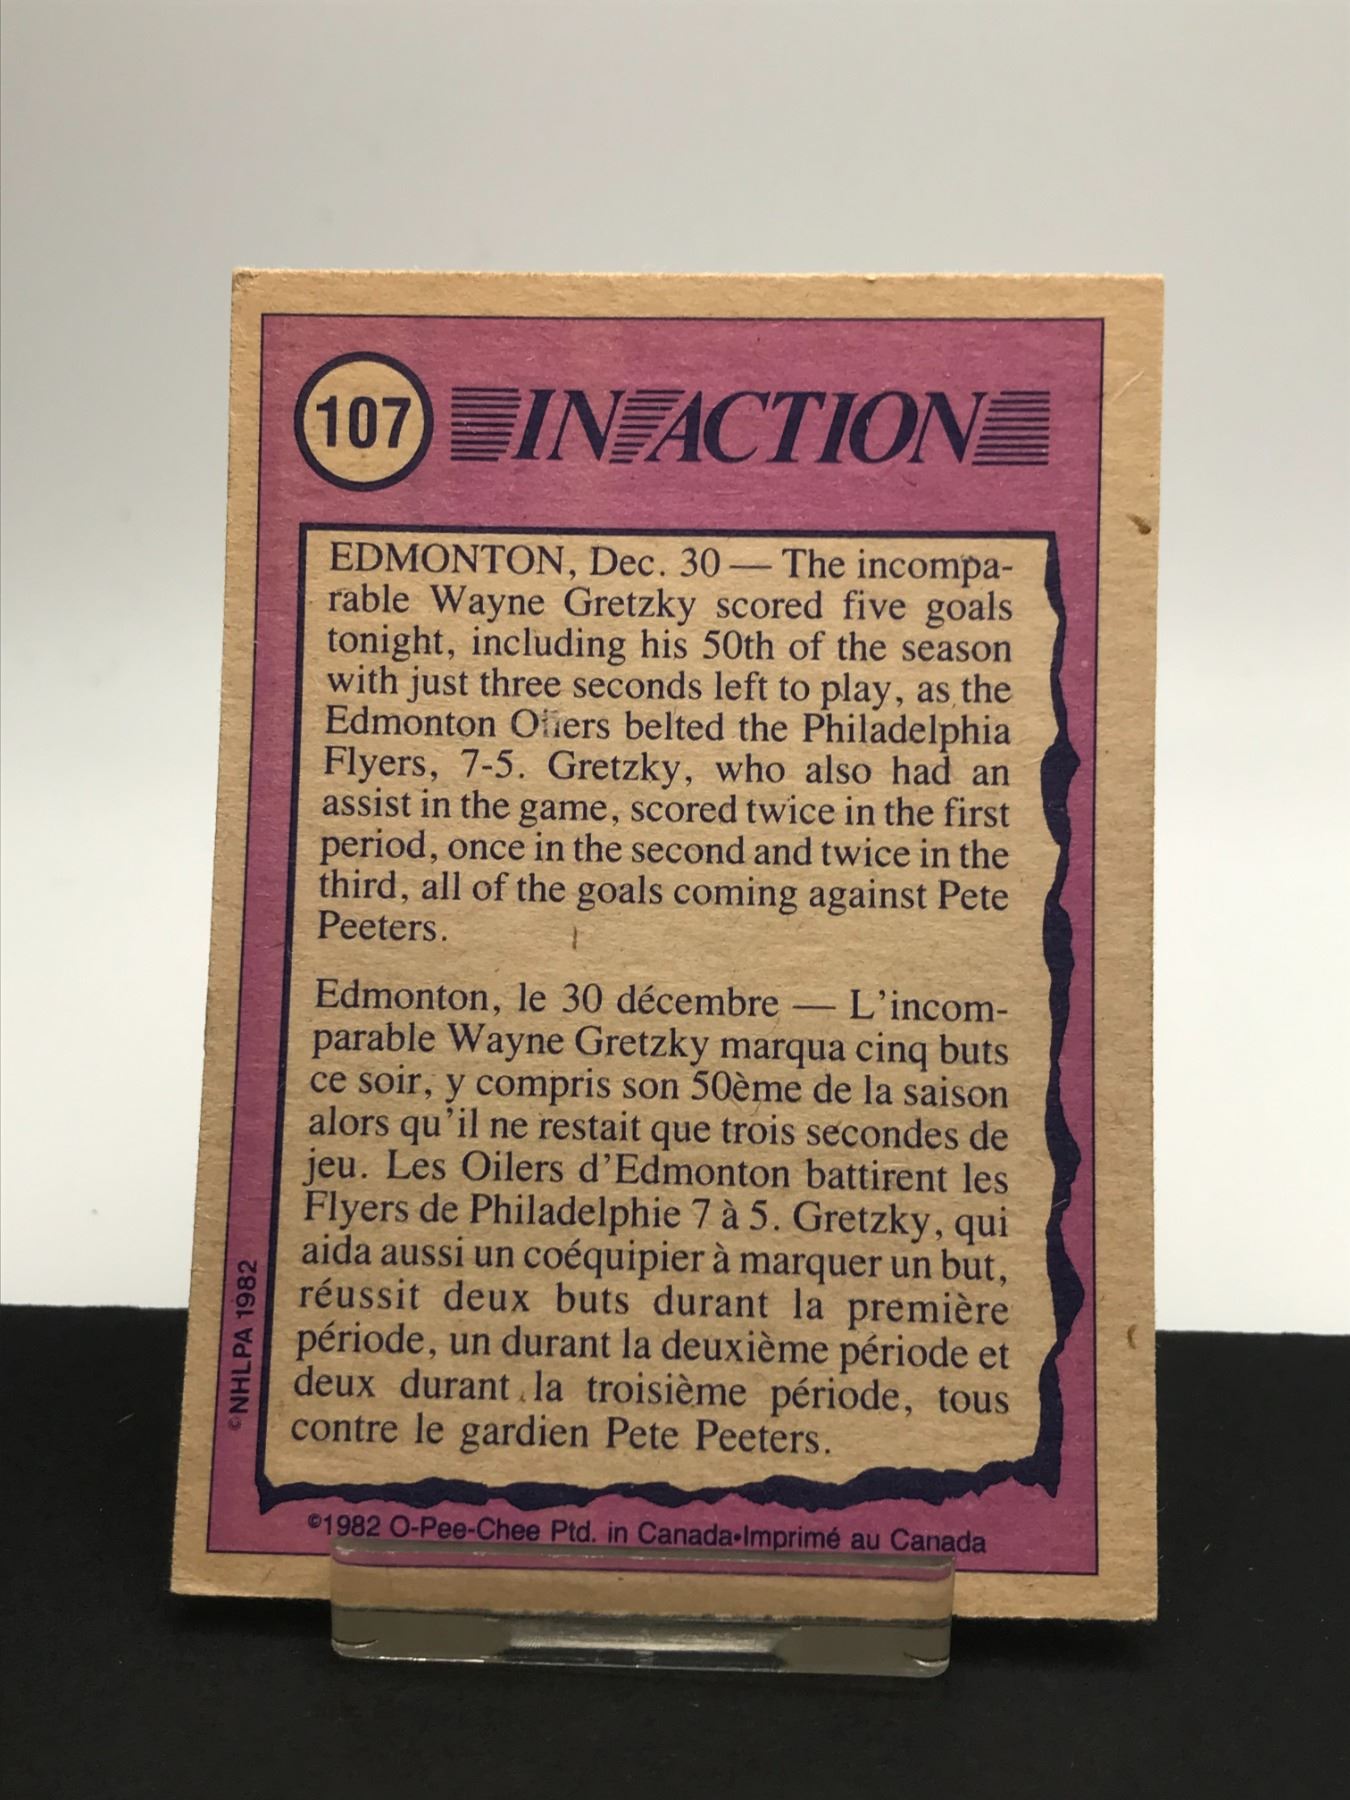 107
IN ACTION
EDMONTON, Dec. 30 — The incompa-
rable Wayne Gretzky scored five goals
tonight, including his 50th of the season
with just three seconds left to play, as the
Edmonton Oilers belted the Philadelphia
Flyers, 7-5. Gretzky, who also had an
assist in the game, scored twice in the first
period, once in the second and twice in the
third, all of the goals coming against Pete
Peeters.
Edmonton, le 30 décembre — L'incom-
parable Wayne Gretzky marqua cinq buts
ce soir, y compris son 50ème de la saison
alors qu'il ne restait que trois secondes de
jeu. Les Oilers d'Edmonton battirent les
Flyers de Philadelphie 7 à 5. Gretzky, qui
aida aussi un coéquipier à marquer un but,
réussit deux buts durant la première
période, un durant la deuxième période et
deux durant la troisième période, tous
contre le gardien Pete Peeters.
©NHLPA 1982
©1982 O-Pee-Chee Ptd. in Canada•Imprimé au Canada